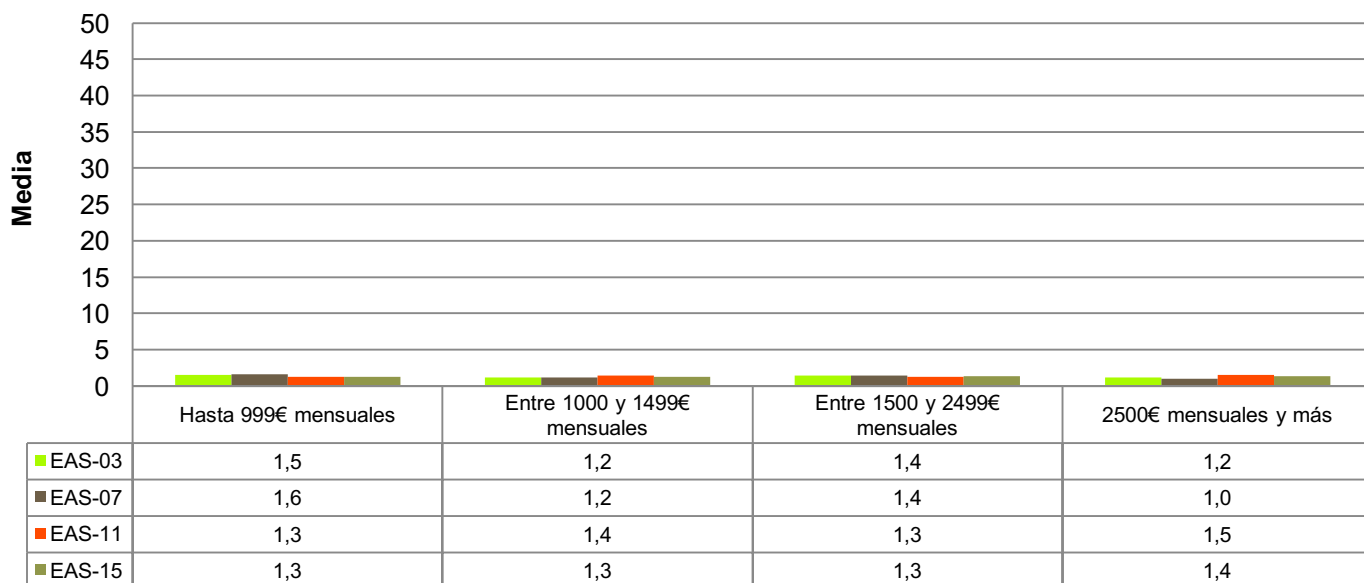 50
45
40
35
30
25
20
15
10
5
0
Media
Hasta 999€ mensuales
Entre 1000 y 1499€
mensuales
Entre 1500 y 2499€
mensuales
2500€ mensuales y más
EAS-03 1,5 1,2 1,4 1,2
EAS-07 1,6 1,2 1,4 1,0
EAS-11 1,3 1,4 1,3 1,5
EAS-15 1,3 1,3 1,3 1,4